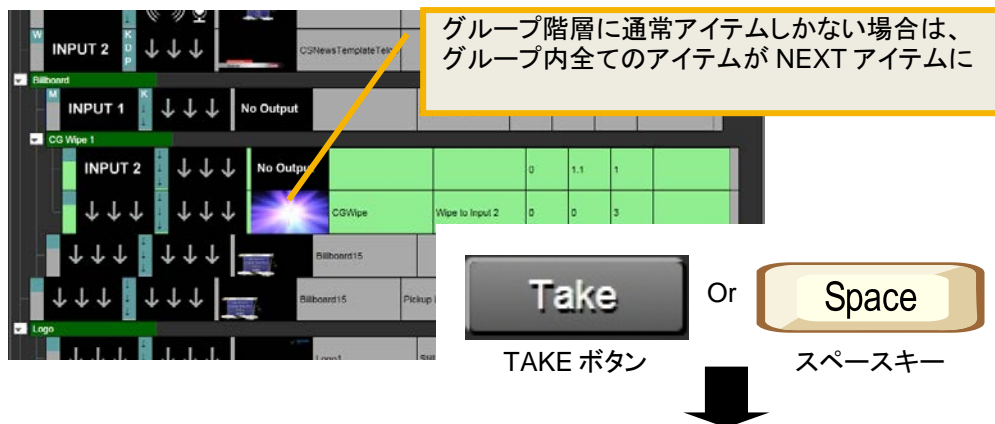 グループ階層に通常アイテムしかない場合は、
グループ内全てのアイテムが NEXT アイテムに
W INPUT 2 K D P
Billboard
M INPUT 1 K No Output
CG Wipe 1
INPUT 2 No Output 0 1.1 1
CGWipe Wipe to Input 2 0 0 3
Billboard15
Billboard15
Logo
Take Or Space
TAKE ボタン スペースキー